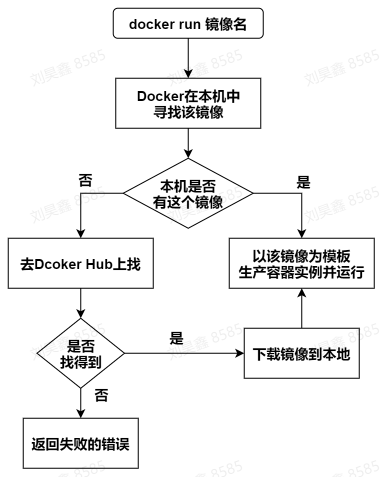 docker run 镜像名
Docker在本机中
寻找该镜像
本机是否
有这个镜像
否
是
去Dcoker Hub上找
以该镜像为模板
生产容器实例并运行
是否
找得到
是
下载镜像到本地
否
返回失败的错误
刘昊鑫 8585